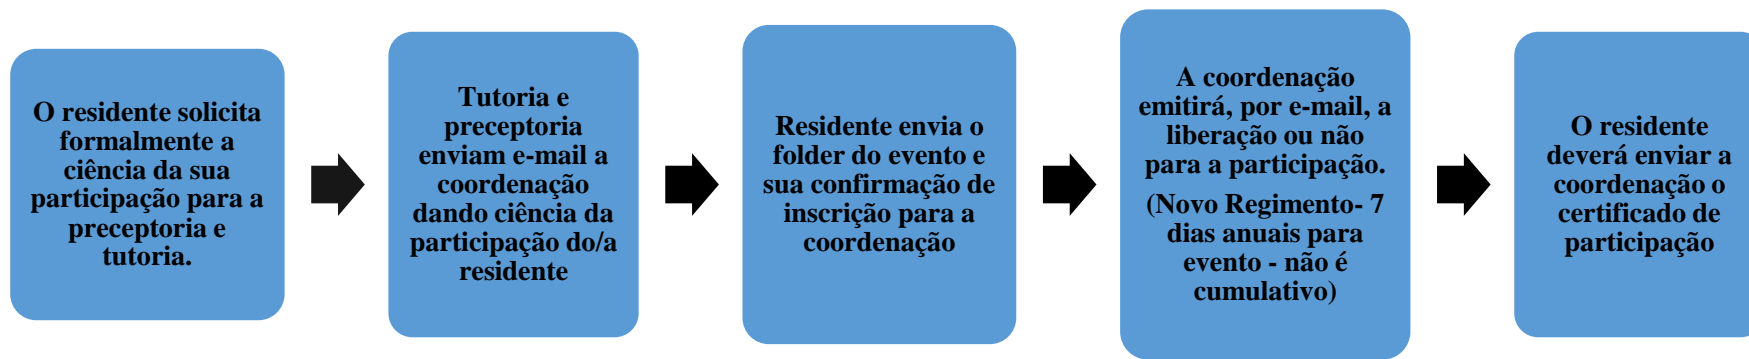 O residente solicita
formalmente a
ciência da sua
participação para a
preceptoria e
tutoria.
Tutoria e
preceptoria
enviam e-mail a
coordenação
dando ciência da
participação do/a
residente
Residente envia o
folder do evento e
sua confirmação de
inscrição para a
coordenação
A coordenação
emitirá, por e-mail, a
liberação ou não
para a participação.
(Novo Regimento- 7
dias anuais para
evento - não é
cumulativo)
O residente
deverá enviar a
coordenação o
certificado de
participação